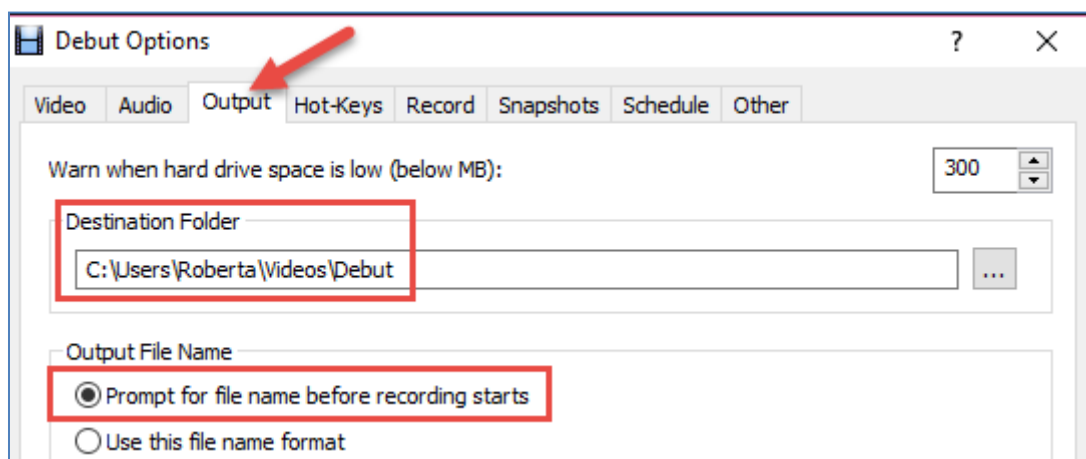 Debut Options ?
Video Audio Output Hot-Keys Record Snapshots Schedule Other
Warn when hard drive space is low (below MB): 300
Destination Folder
C:\Users\Roberta\Videos\Debut ...
Output File Name
Prompt for file name before recording starts
Use this file name format